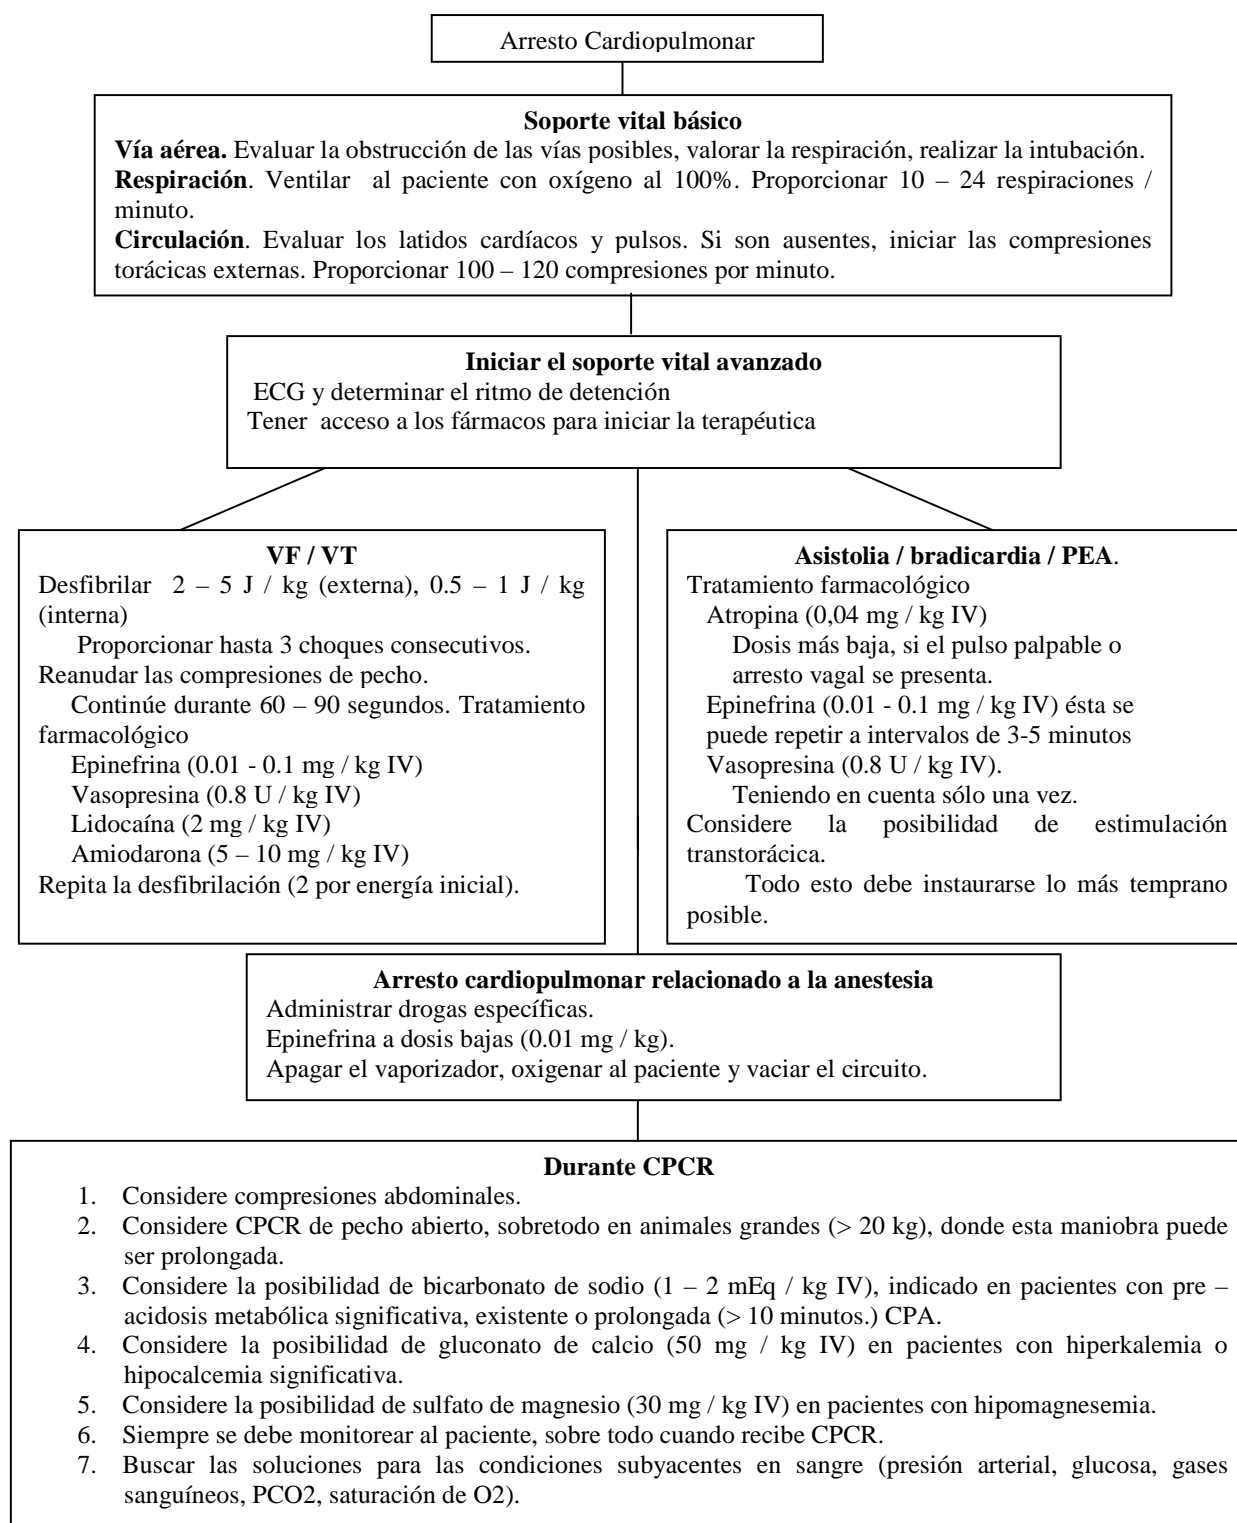 Arresto Cardiopulmonar
Soporte vital básico
Vía aérea. Evaluar la obstrucción de las vías posibles, valorar la respiración, realizar la intubación.
Respiración. Ventilar al paciente con oxígeno al 100%. Proporcionar 10 – 24 respiraciones /
minuto.
Circulación. Evaluar los latidos cardíacos y pulsos. Si son ausentes, iniciar las compresiones
torácicas externas. Proporcionar 100 – 120 compresiones por minuto.
Iniciar el soporte vital avanzado
ECG y determinar el ritmo de detención
Tener acceso a los fármacos para iniciar la terapéutica
VF / VT
Desfibrilar 2 – 5 J / kg (externa), 0.5 – 1 J / kg
(interna)
Proporcionar hasta 3 choques consecutivos.
Reanudar las compresiones de pecho.
Continúe durante 60 – 90 segundos. Tratamiento
farmacológico
Epinefrina (0.01 - 0.1 mg / kg IV)
Vasopresina (0.8 U / kg IV)
Lidocaína (2 mg / kg IV)
Amiodarona (5 – 10 mg / kg IV)
Repita la desfibrilación (2 por energía inicial).
Asistolia / bradicardia / PEA.
Tratamiento farmacológico
Atropina (0,04 mg / kg IV)
Dosis más baja, si el pulso palpable o
arresto vagal se presenta.
Epinefrina (0.01 - 0.1 mg / kg IV) ésta se
puede repetir a intervalos de 3-5 minutos
Vasopresina (0.8 U / kg IV).
Teniendo en cuenta sólo una vez.
Considere la posibilidad de estimulación
transtorácica.
Todo esto debe instaurarse lo más temprano
posible.
Arresto cardiopulmonar relacionado a la anestesia
Administrar drogas específicas.
Epinefrina a dosis bajas (0.01 mg / kg).
Apagar el vaporizador, oxigenar al paciente y vaciar el circuito.
Durante CPCR
1. Considere compresiones abdominales.
2. Considere CPCR de pecho abierto, sobretodo en animales grandes (> 20 kg), donde esta maniobra puede
ser prolongada.
3. Considere la posibilidad de bicarbonato de sodio (1 – 2 mEq / kg IV), indicado en pacientes con pre –
acidosis metabólica significativa, existente o prolongada (> 10 minutos.) CPA.
4. Considere la posibilidad de gluconato de calcio (50 mg / kg IV) en pacientes con hiperkalemia o
hipocalcemia significativa.
5. Considere la posibilidad de sulfato de magnesio (30 mg / kg IV) en pacientes con hipomagnesemia.
6. Siempre se debe monitorear al paciente, sobre todo cuando recibe CPCR.
7. Buscar las soluciones para las condiciones subyacentes en sangre (presión arterial, glucosa, gases
sanguíneos, PCO2, saturación de O2).